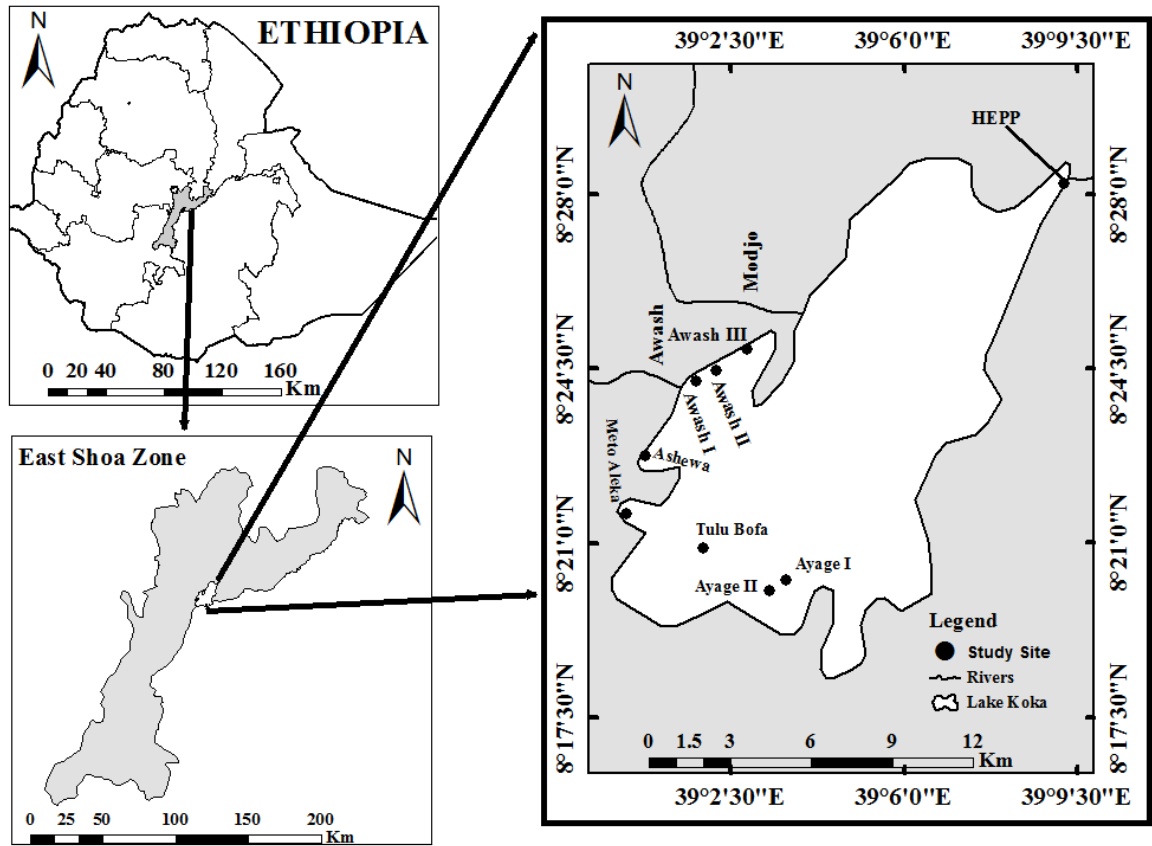 N
ETHIOPIA
0 20 40 80 120 160
Km
East Shoa Zone
N
0 25 50 100 150 200
Km
39°2'30"E 39°6'0"E 39°9'30"E
N
HEPP
8°28'0"N
8°28'0"N
Modjo
Awash
Awash III
8°24'30"N
8°24'30"N
Awash I
Awash II
Meto Aleka
Ashewa
Tulu Bofa
8°21'0"N
8°21'0"N
Ayage I
Ayage II
Legend
Study Site
Rivers
Lake Koka
8°17'30"N
8°17'30"N
0 1.5 3 6 9 12
Km
39°2'30"E 39°6'0"E 39°9'30"E